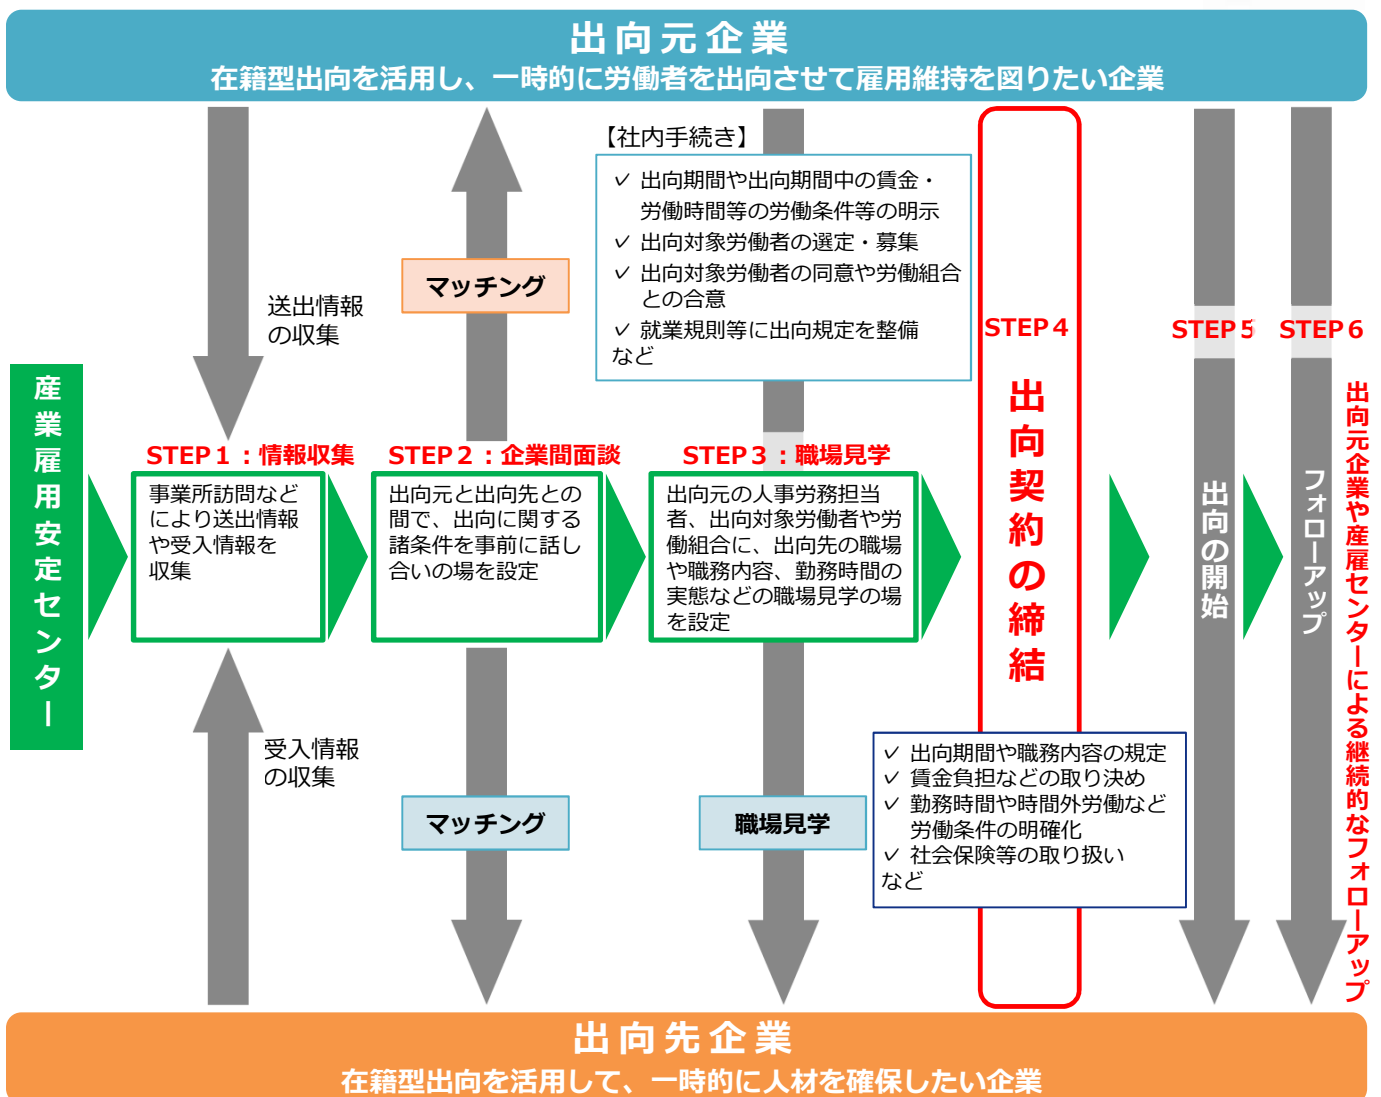 出向元企業
在籍型出向を活用し、一時的に労働者を出向させて雇用維持を図りたい企業
送出情報
の収集
マッチング
【社内手続き】
✓ 出向期間や出向期間中の賃金・
労働時間等の労働条件等の明示
✓ 出向対象労働者の選定・募集
✓ 出向対象労働者の同意や労働組合
との合意
✓ 就業規則等に出向規定を整備
など
産業雇用安定センター
STEP1：情報収集
事業所訪問など
により送出情報
や受入情報を
収集
STEP2：企業間面談
出向元と出向先との
間で、出向に関する
諸条件を事前に話し
合いの場を設定
STEP3：職場見学
出向元の人事労務担当
者、出向対象労働者や労
働組合に、出向先の職場
や職務内容、勤務時間の
実態などの職場見学の場
を設定
STEP4
出向契約の締結
STEP5
出向の開始
STEP6
フォローアップ
出向元企業や産雇センターによる継続的なフォローアップ
受入情報
の収集
マッチング
職場見学
✓ 出向期間や職務内容の規定
✓ 賃金負担などの取り決め
✓ 勤務時間や時間外労働など
労働条件の明確化
✓ 社会保険等の取り扱い
など
出向先企業
在籍型出向を活用して、一時的に人材を確保したい企業